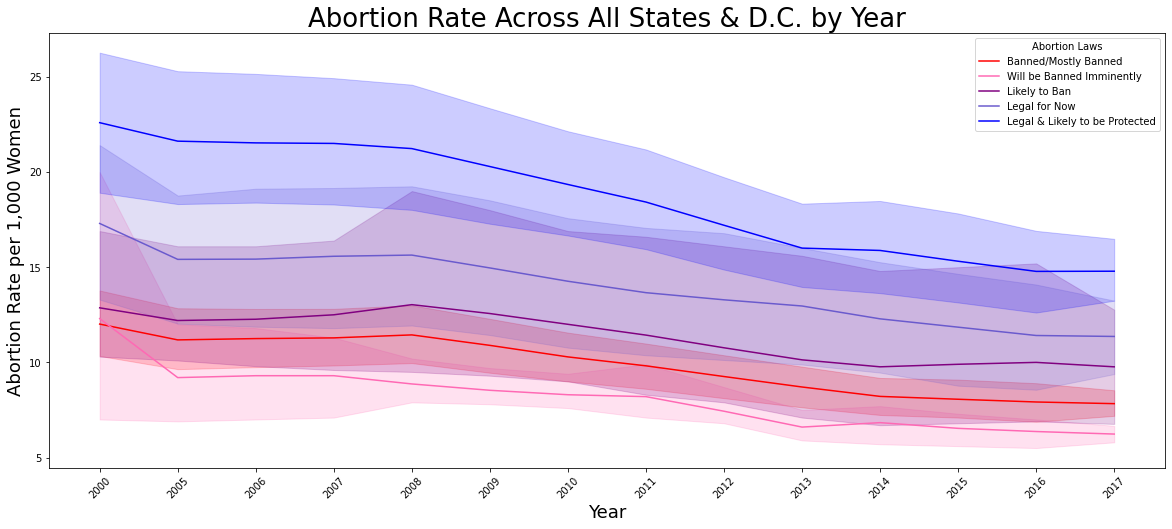 Abortion Rate Across All States & D.C. by Year
Abortion Laws
Banned/Mostly Banned
Will be Banned Imminently
Likely to Ban
Legal for Now
Legal & Likely to be Protected
Abortion Rate per 1,000 Women
25
20
15
10
5
2000
2005
2006
2007
2008
2009
2010
2011
2012
2013
2014
2015
2016
2017
Year